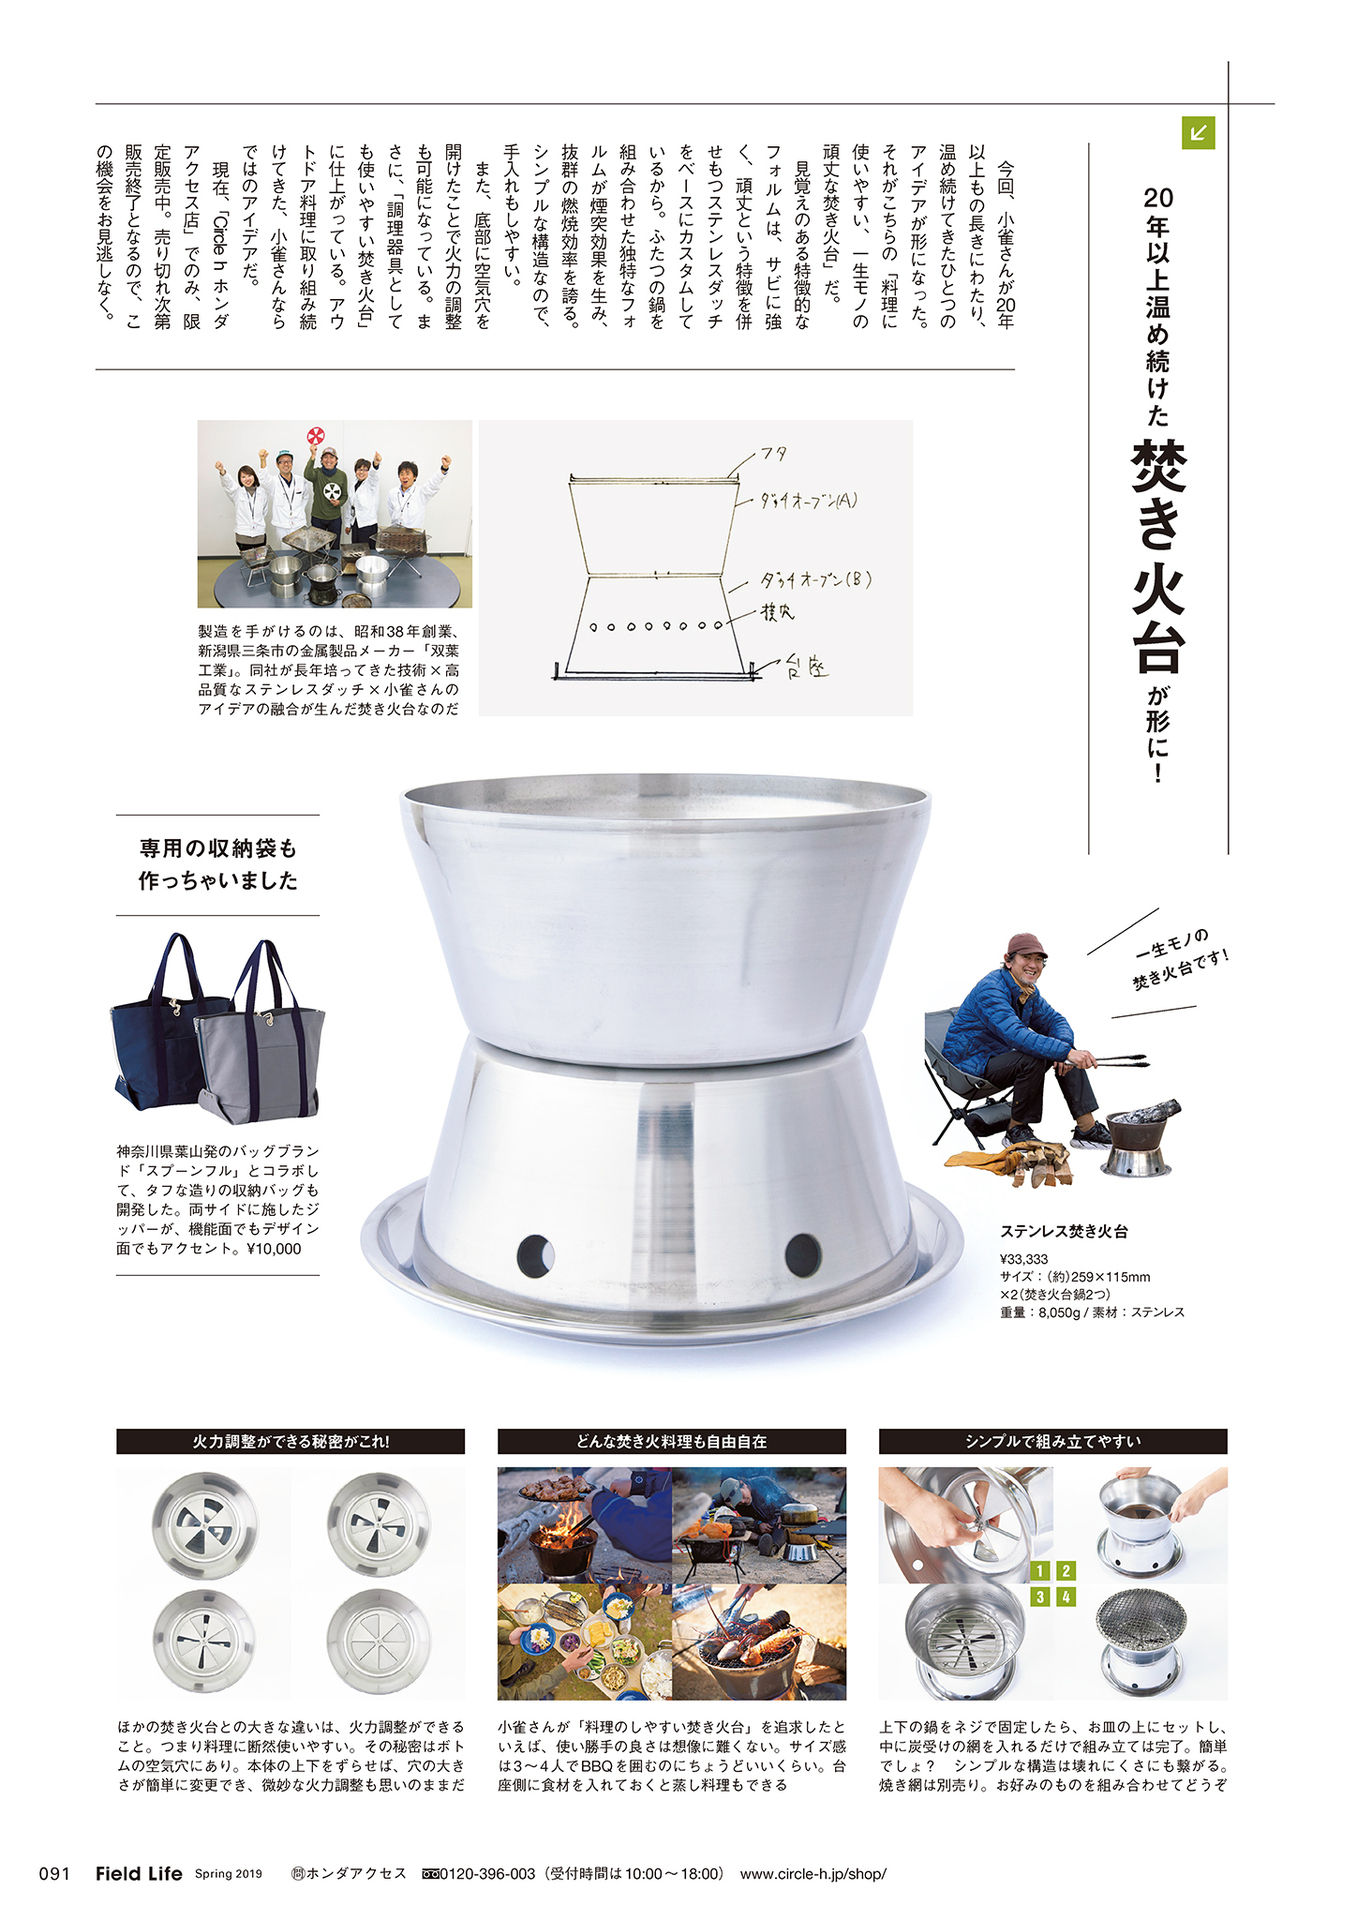 20年以上温め続けた焚き火台が形に！
今回、小雀さんが20年
以上もの長きにわたり、
温め続けてきたひとつの
アイデアが形になった。
それがこちらの「料理に
使いやすい、一生モノの
頑丈な焚き火台」だ。
見覚えのある特徴的な
フォルムは、サビに強
く、頑丈という特徴を併
せもつステンレスダッチ
をベースにカスタムして
いるから。ふたつの鍋を
組み合わせた独特なフォ
ルムが煙突効果を生み、
抜群の燃焼効率を誇る。
シンプルな構造なので、
手入れもしやすい。
また、底部に空気穴を
開けたことで火力の調整
も可能になっている。ま
さに、「調理器具として
も使いやすい焚き火台」
に仕上がっている。アウ
トドア料理に取り組み続
けてきた、小雀さんなら
ではのアイデアだ。
現在、「Circle h ホンダ
アクセス店」でのみ、限
定販売中。売り切れ次第
販売終了となるので、こ
の機会をお見逃しなく。
フタ
ダッチオーブン(A)
ダッチオーブン(B)
台座
製造を手がけるのは、昭和38年創業、
新潟県三条市の金属製品メーカー「双葉
工業」。同社が長年培ってきた技術×高
品質なステンレスダッチ×小雀さんの
アイデアの融合が生んだ焚き火台なのだ
専用の収納袋も
作っちゃいました
神奈川県葉山発のバッグブラン
ド「スプーンフル」とコラボし
て、タフな造りの収納バッグも
開発した。両サイドに施したジ
ッパーが、機能面でもデザイン
面でもアクセント。¥10,000
一生モノの
焚き火台です！
ステンレス焚き火台
¥33,333
サイズ：（約）259×115mm
×2（焚き火台鍋2つ）
重量：8,050g / 素材：ステンレス
火力調整ができる秘密がこれ！
ほかの焚き火台との大きな違いは、火力調整ができる
こと。つまり料理に断然使いやすい。その秘密はボト
ムの空気穴にあり。本体の上下をずらせば、穴の大き
さが簡単に変更でき、微妙な火力調整も思いのままだ
どんな焚き火料理も自由自在
小雀さんが「料理のしやすい焚き火台」を追求したと
いえば、使い勝手の良さは想像に難くない。サイズ感
は3〜4人でBBQを囲むのにちょうどいいくらい。台
座側に食材を入れておくと蒸し料理もできる
シンプルで組み立てやすい
1 2
3 4
上下の鍋をネジで固定したら、お皿の上にセットし、
中に炭受けの網を入れるだけで組み立ては完了。簡単
でしょ？　シンプルな構造は壊れにくさにも繋がる。
焼き網は別売り。お好みのものを組み合わせてどうぞ
091 Field Life Spring 2019 ㉄ホンダアクセス 0120-396-003（受付時間は10:00〜18:00） www.circle-h.jp/shop/